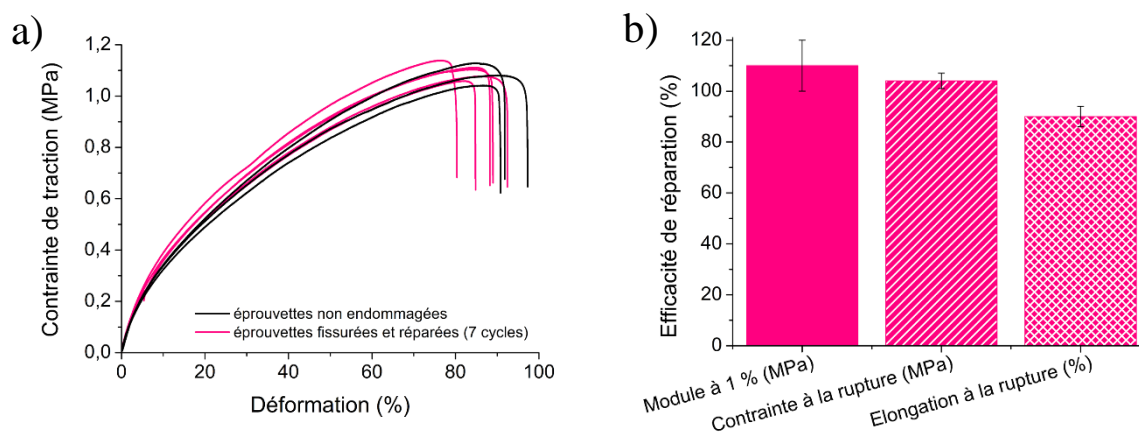 a)
Contrainte de traction (MPa)
1,2
1,0
0,8
0,6
0,4
0,2
0,0
0
20
40
60
80
100
Déformation (%)
éprouvettes non endommagées
éprouvettes fissurées et réparées (7 cycles)
b)
Efficacité de réparation (%)
120
100
80
60
40
20
0
Module à 1 % (MPa)
Contrainte à la rupture (MPa)
Elongation à la rupture (%)